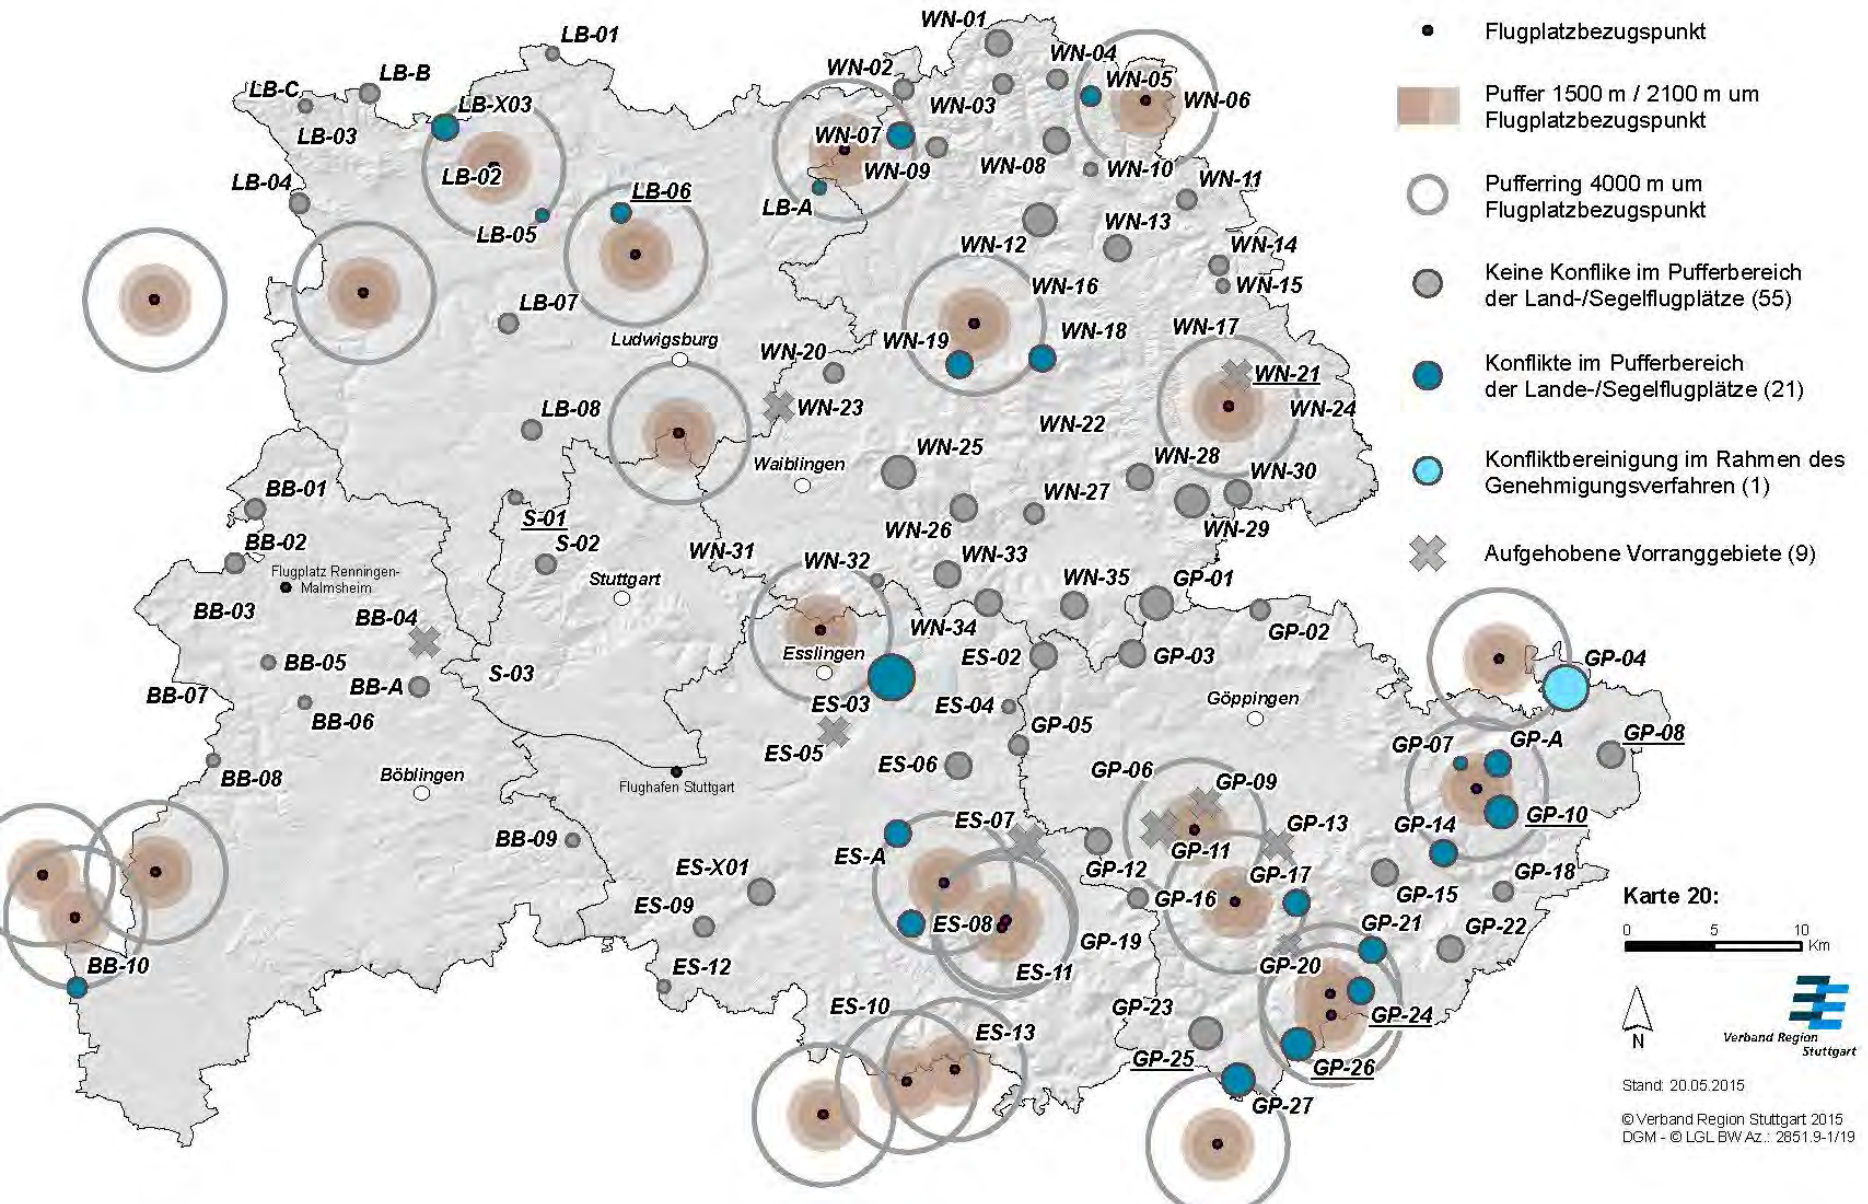 WN-01
LB-01
WN-04
LB-B
WN-02
WN-05
LB-C
LB-X03
WN-03
WN-06
LB-03
WN-07
WN-08
WN-10
WN-09
LB-02
LB-04
LB-06
WN-11
LB-A
LB-05
WN-13
WN-12
WN-14
WN-16
WN-15
LB-07
WN-17
WN-18
WN-19
Ludwigsburg
WN-20
WN-21
LB-08
WN-23
WN-24
WN-22
WN-25
WN-28
Waiblingen
WN-30
BB-01
WN-27
S-01
WN-26
WN-29
BB-02
S-02
WN-31
WN-32
WN-33
Flugplatz Renningen-
Malmsheim
Stuttgart
WN-35
GP-01
BB-03
BB-04
WN-34
GP-02
Esslingen
ES-02
GP-03
GP-04
BB-05
S-03
BB-07
BB-A
ES-03
ES-04
Göppingen
BB-06
GP-05
GP-08
GP-07
GP-A
ES-05
ES-06
BB-08
Böblingen
GP-06
GP-09
Flughafen Stuttgart
GP-10
ES-07
GP-13
GP-14
BB-09
ES-A
GP-11
ES-X01
GP-12
GP-17
GP-18
GP-16
GP-15
ES-09
ES-08
GP-21
GP-22
GP-19
BB-10
ES-12
GP-20
ES-11
ES-10
GP-23
GP-24
ES-13
GP-25
GP-26
GP-27
Flugplatzbezugspunkt
Puffer 1500 m / 2100 m um
Flugplatzbezugspunkt
Pufferring 4000 m um
Flugplatzbezugspunkt
Keine Konflike im Pufferbereich
der Land-/Segelflugplätze (55)
Konflikte im Pufferbereich
der Lande-/Segelflugplätze (21)
Konfliktbereinigung im Rahmen des
Genehmigungsverfahren (1)
Aufgehobene Vorranggebiete (9)
Karte 20:
0 5 10
Km
N
Verband Region
Stuttgart
Stand: 20.05.2015
© Verband Region Stuttgart 2015
DGM - © LGL BW Az.: 2851.9-1/19